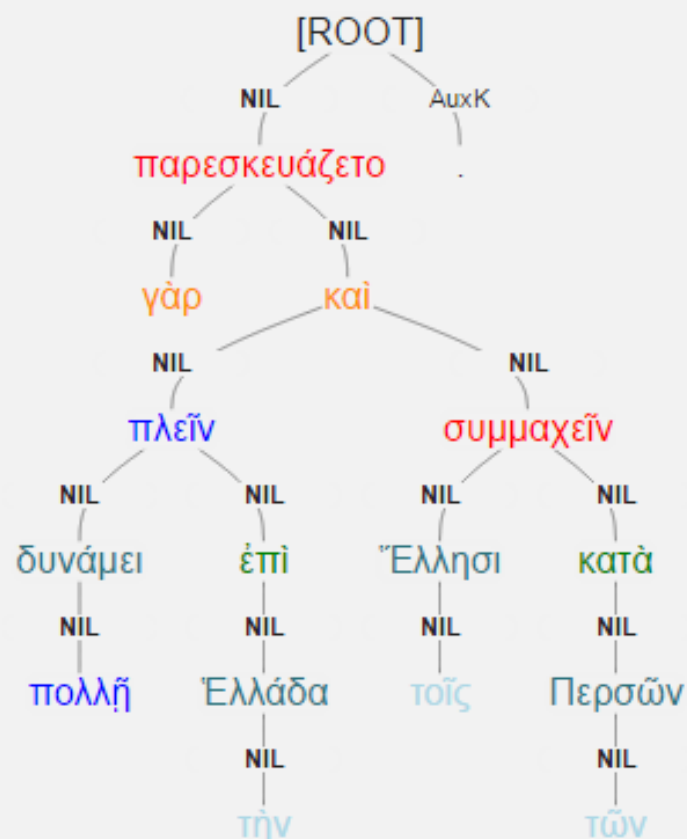 [ROOT]
NIL AuxK
παρεσκευάζετο .
NIL NIL
γὰρ καὶ
NIL NIL
πλεῖν συμμαχεῖν
NIL NIL NIL NIL
δυνάμει ἐπὶ Ἕλλησι κατὰ
NIL NIL NIL NIL
πολλῇ Ἑλλάδα τοῖς Περσῶν
NIL NIL
τὴν τῶν